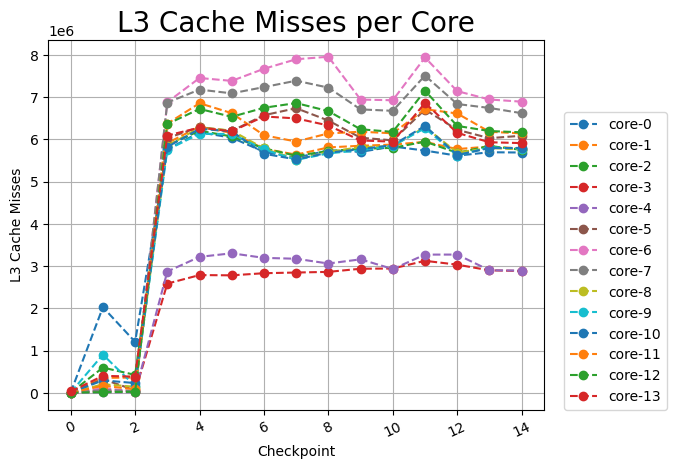 L3 Cache Misses per Core
1e6
L3 Cache Misses
8
7
6
5
4
3
2
1
0
0
2
4
6
8
10
12
14
Checkpoint
core-0
core-1
core-2
core-3
core-4
core-5
core-6
core-7
core-8
core-9
core-10
core-11
core-12
core-13